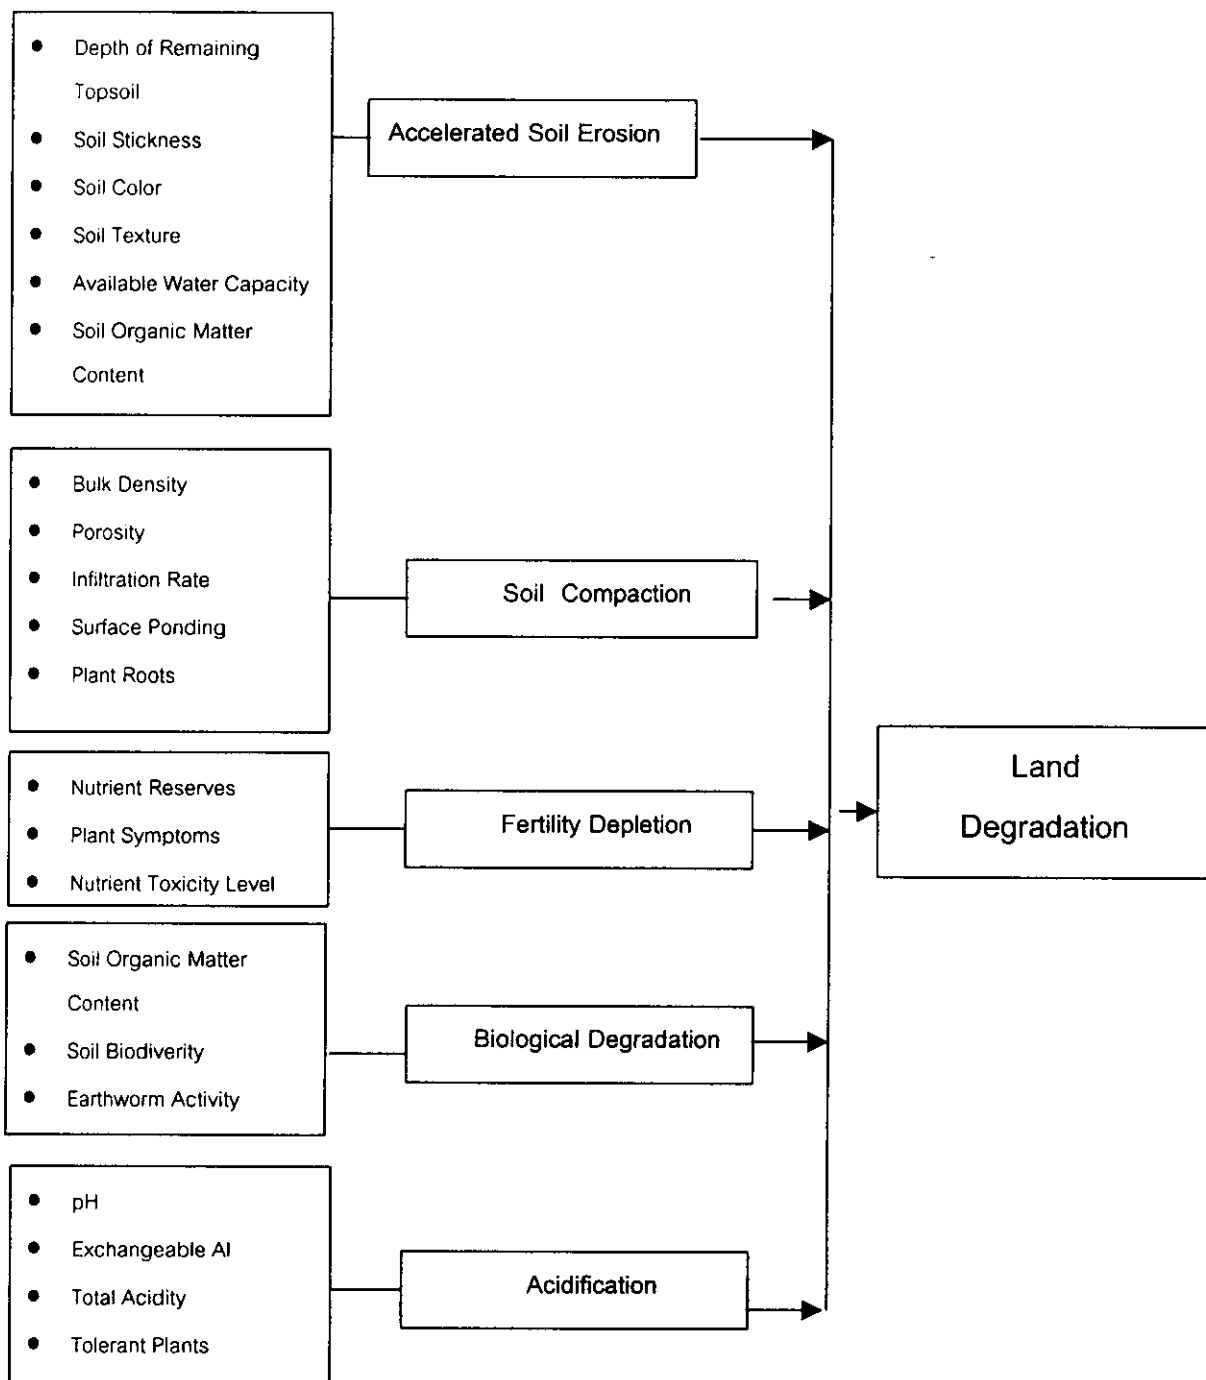 Depth of Remaining
Topsoil
Soil Stickness
Soil Color
Soil Texture
Available Water Capacity
Soil Organic Matter
Content
Accelerated Soil Erosion
Bulk Density
Porosity
Infiltration Rate
Surface Ponding
Plant Roots
Soil Compaction
Nutrient Reserves
Plant Symptoms
Nutrient Toxicity Level
Fertility Depletion
Soil Organic Matter
Content
Soil Biodiverity
Earthworm Activity
Biological Degradation
pH
Exchangeable Al
Total Acidity
Tolerant Plants
Acidification
Land
Degradation